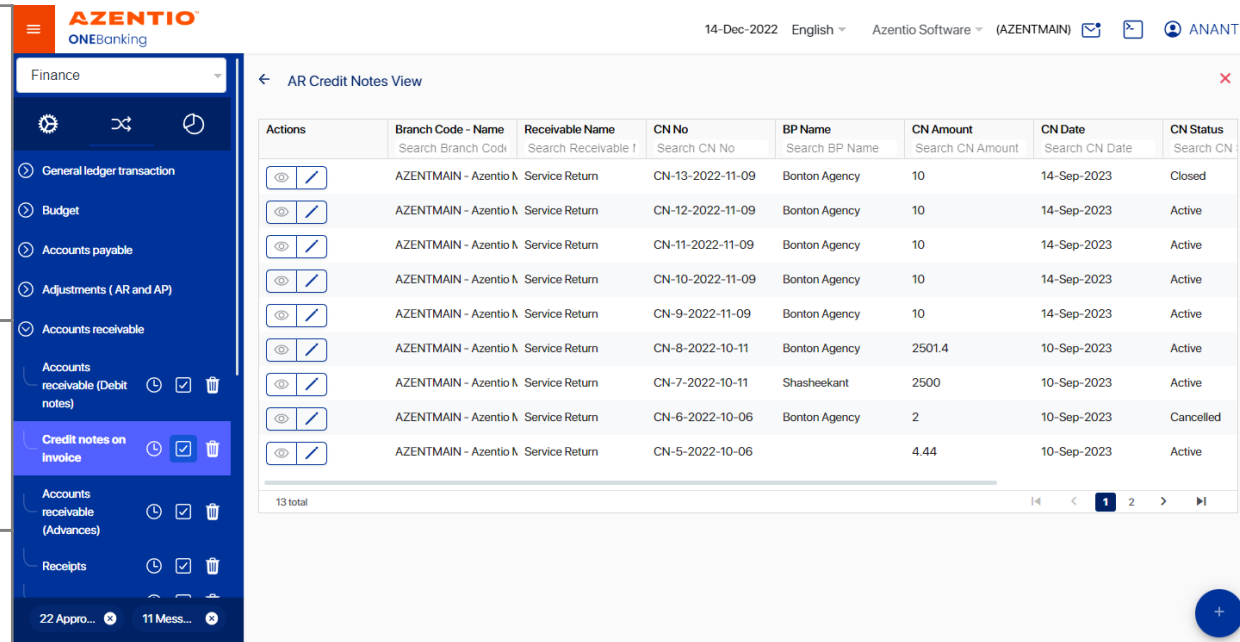 AZENTIO
ONEBanking
14-Dec-2022 English Azentio Software (AZENTMAIN) ANANT
Finance
AR Credit Notes View
General ledger transaction
Budget
Accounts payable
Adjustments ( AR and AP)
Accounts receivable
Accounts
receivable (Debit
notes)
Credit notes on
invoice
Accounts
receivable
(Advances)
Receipts
22 Appro... 11 Mess...
Actions Branch Code - Name Receivable Name CN No BP Name CN Amount CN Date CN Status
Search Branch Code Search Receivable Search CN No Search BP Name Search CN Amount Search CN Date Search CN
AZENTMAIN - Azentio Service Return CN-13-2022-11-09 Bonton Agency 10 14-Sep-2023 Closed
AZENTMAIN - Azentio Service Return CN-12-2022-11-09 Bonton Agency 10 14-Sep-2023 Active
AZENTMAIN - Azentio Service Return CN-11-2022-11-09 Bonton Agency 10 14-Sep-2023 Active
AZENTMAIN - Azentio Service Return CN-10-2022-11-09 Bonton Agency 10 14-Sep-2023 Active
AZENTMAIN - Azentio Service Return CN-9-2022-11-09 Bonton Agency 10 14-Sep-2023 Active
AZENTMAIN - Azentio Service Return CN-8-2022-10-11 Bonton Agency 2501.4 10-Sep-2023 Active
AZENTMAIN - Azentio Service Return CN-7-2022-10-11 Shasheekant 2500 10-Sep-2023 Active
AZENTMAIN - Azentio Service Return CN-6-2022-10-06 Bonton Agency 2 10-Sep-2023 Cancelled
AZENTMAIN - Azentio Service Return CN-5-2022-10-06 4.44 10-Sep-2023 Active
13 total 1 2